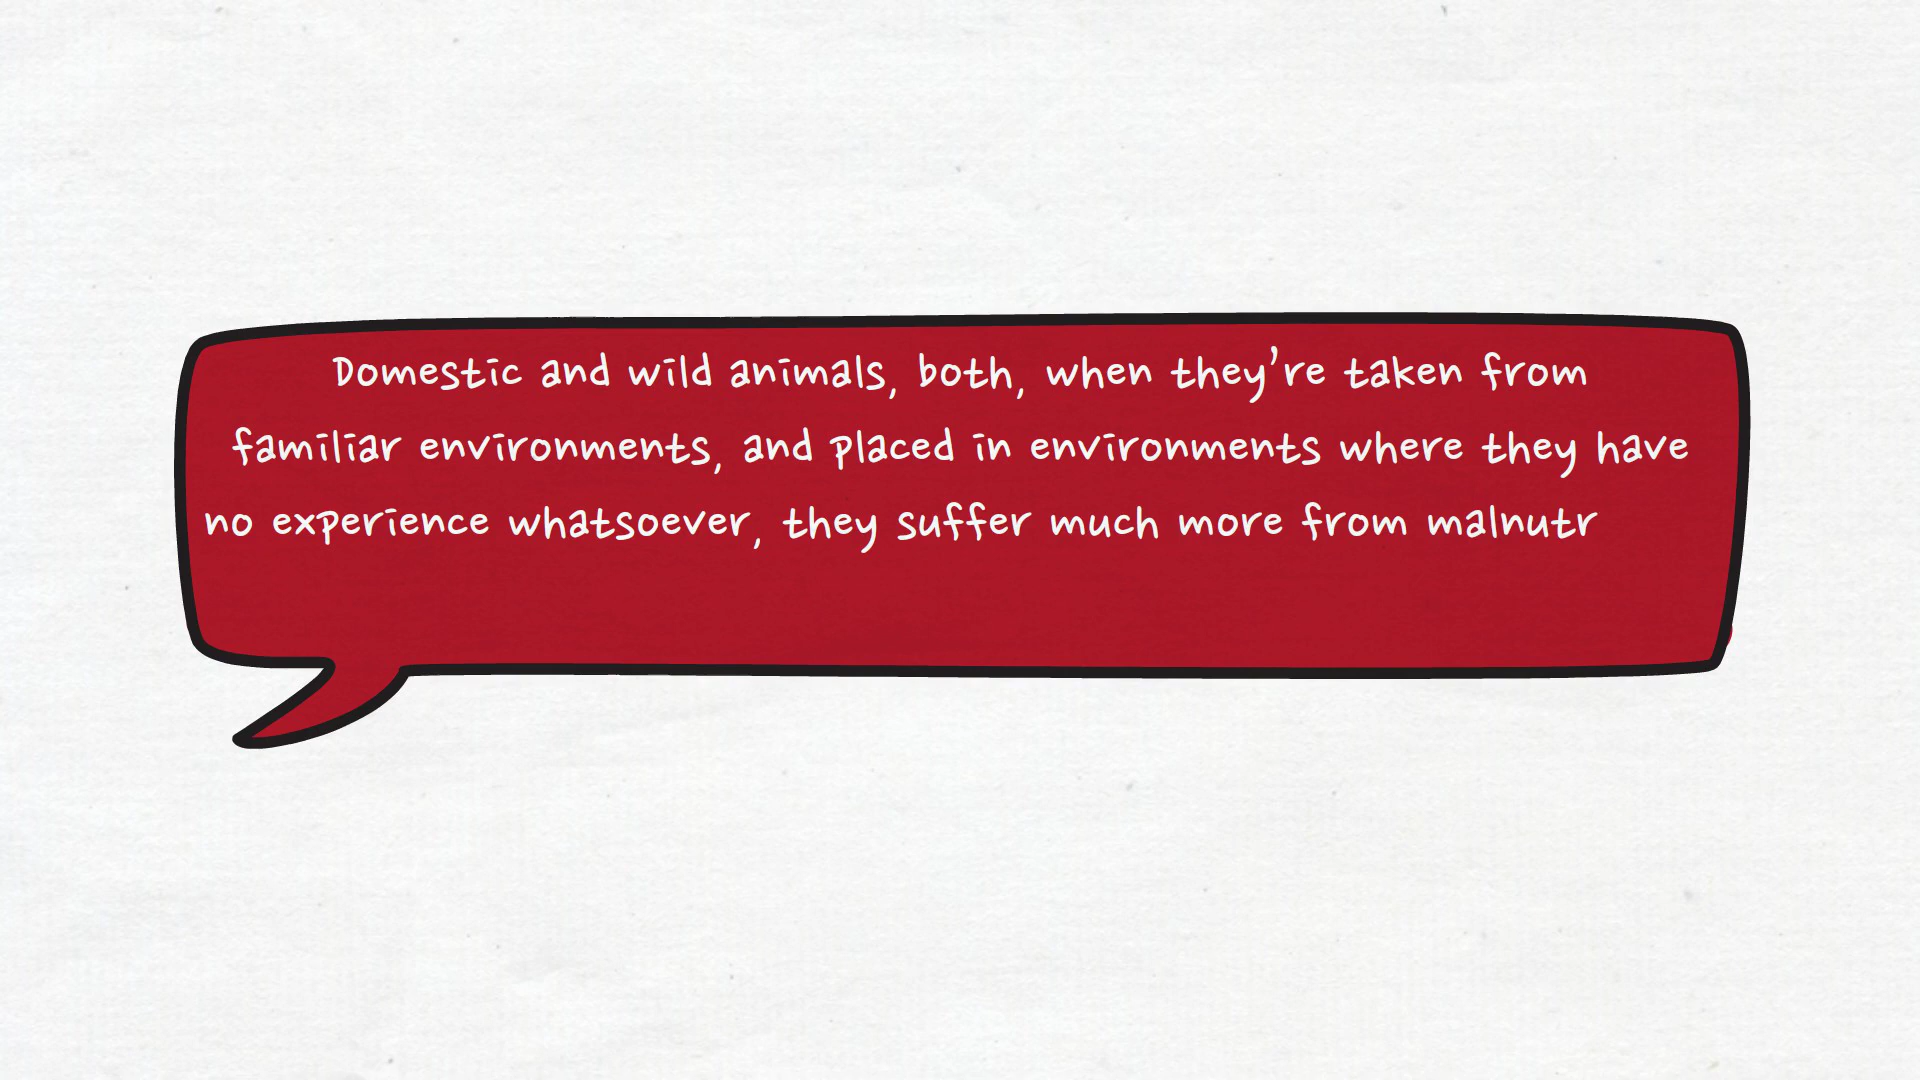 Domestic and wild animals, both, when they’re taken from
familiar environments, and placed in environments where they have
no experience whatsoever, they suffer much more from malnutr